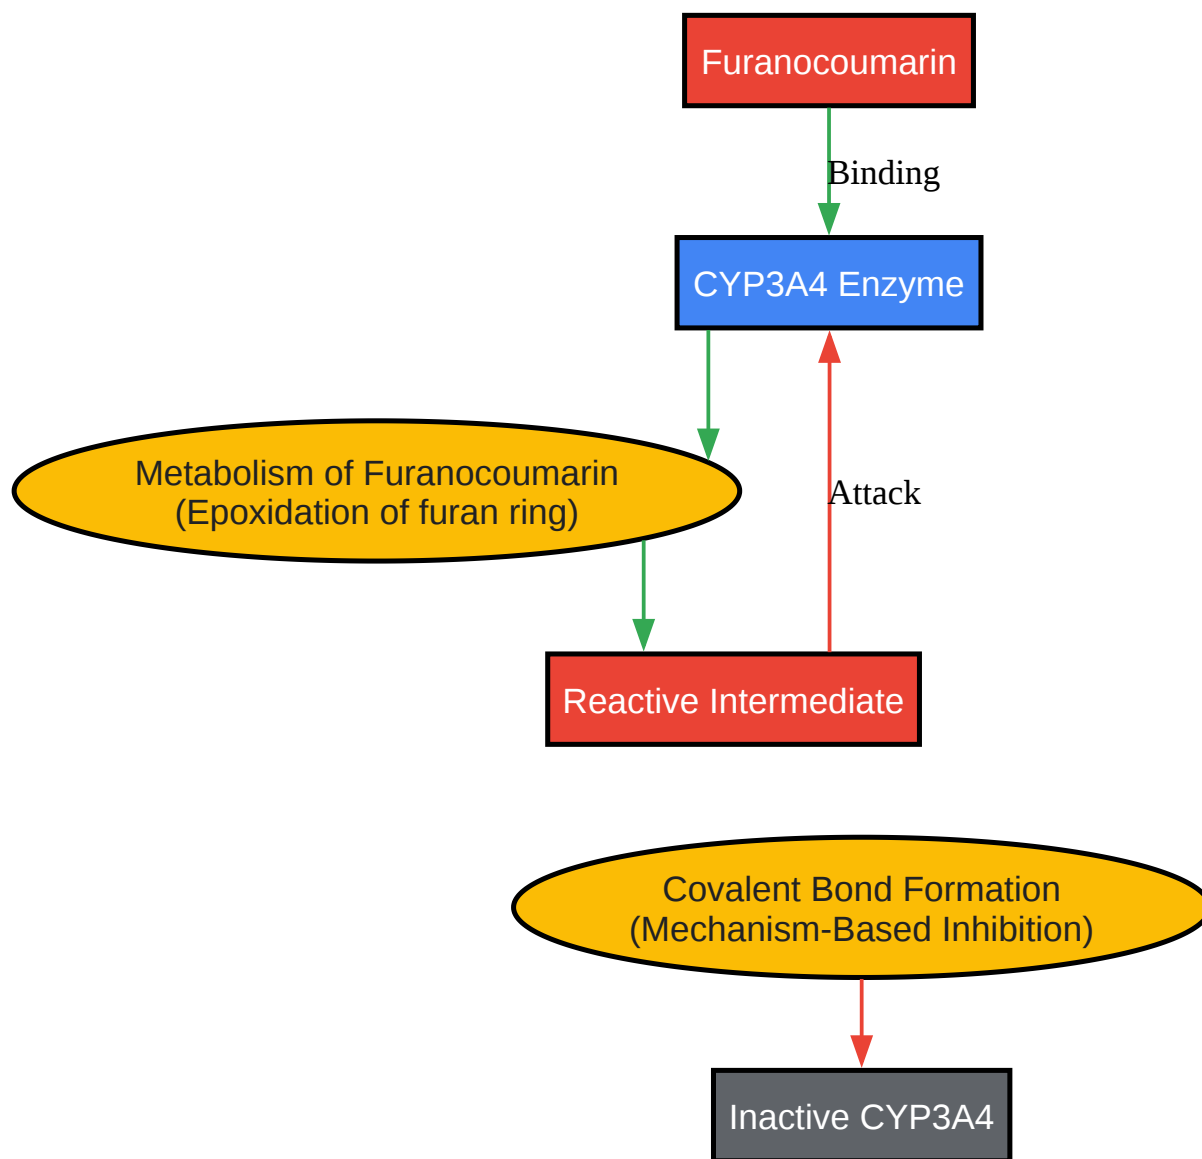 Furanocoumarin
Binding
CYP3A4 Enzyme
Metabolism of Furanocoumarin
(Epoxidation of furan ring)
Attack
Reactive Intermediate
Covalent Bond Formation
(Mechanism-Based Inhibition)
Inactive CYP3A4